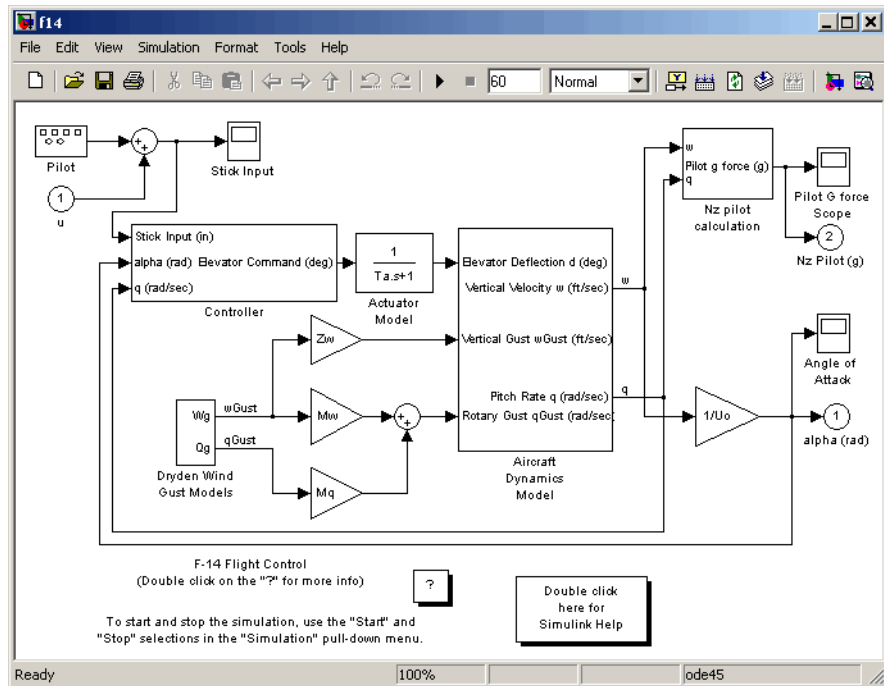 f14
File Edit View Simulation Format Tools Help
60 Normal
Pilot
+
+
Stick Input
1
u
w
Pilot g force (g)
q
Nz pilot
calculation
Pilot G force
Scope
2
Nz Pilot (g)
Stick Input (in)
alpha (rad) Elevator Command (deg)
q (rad/sec)
Controller
1
Ta.s+1
Actuator
Model
Elevator Deflection d (deg)
Vertical Velocity w (ft/sec)
Vertical Gust wGust (ft/sec)
Pitch Rate q (rad/sec)
Rotary Gust qGust (rad/sec)
Aircraft
Dynamics
Model
w
q
Zw
Mw
Mq
+
+
Wg
Qg
wGust
qGust
Dryden Wind
Gust Models
1/Uo
Angle of
Attack
1
alpha (rad)
F-14 Flight Control
(Double click on the "?" for more info)
?
To start and stop the simulation, use the "Start" and
"Stop" selections in the "Simulation" pull-down menu.
Double click
here for
Simulink Help
Ready 100% ode45